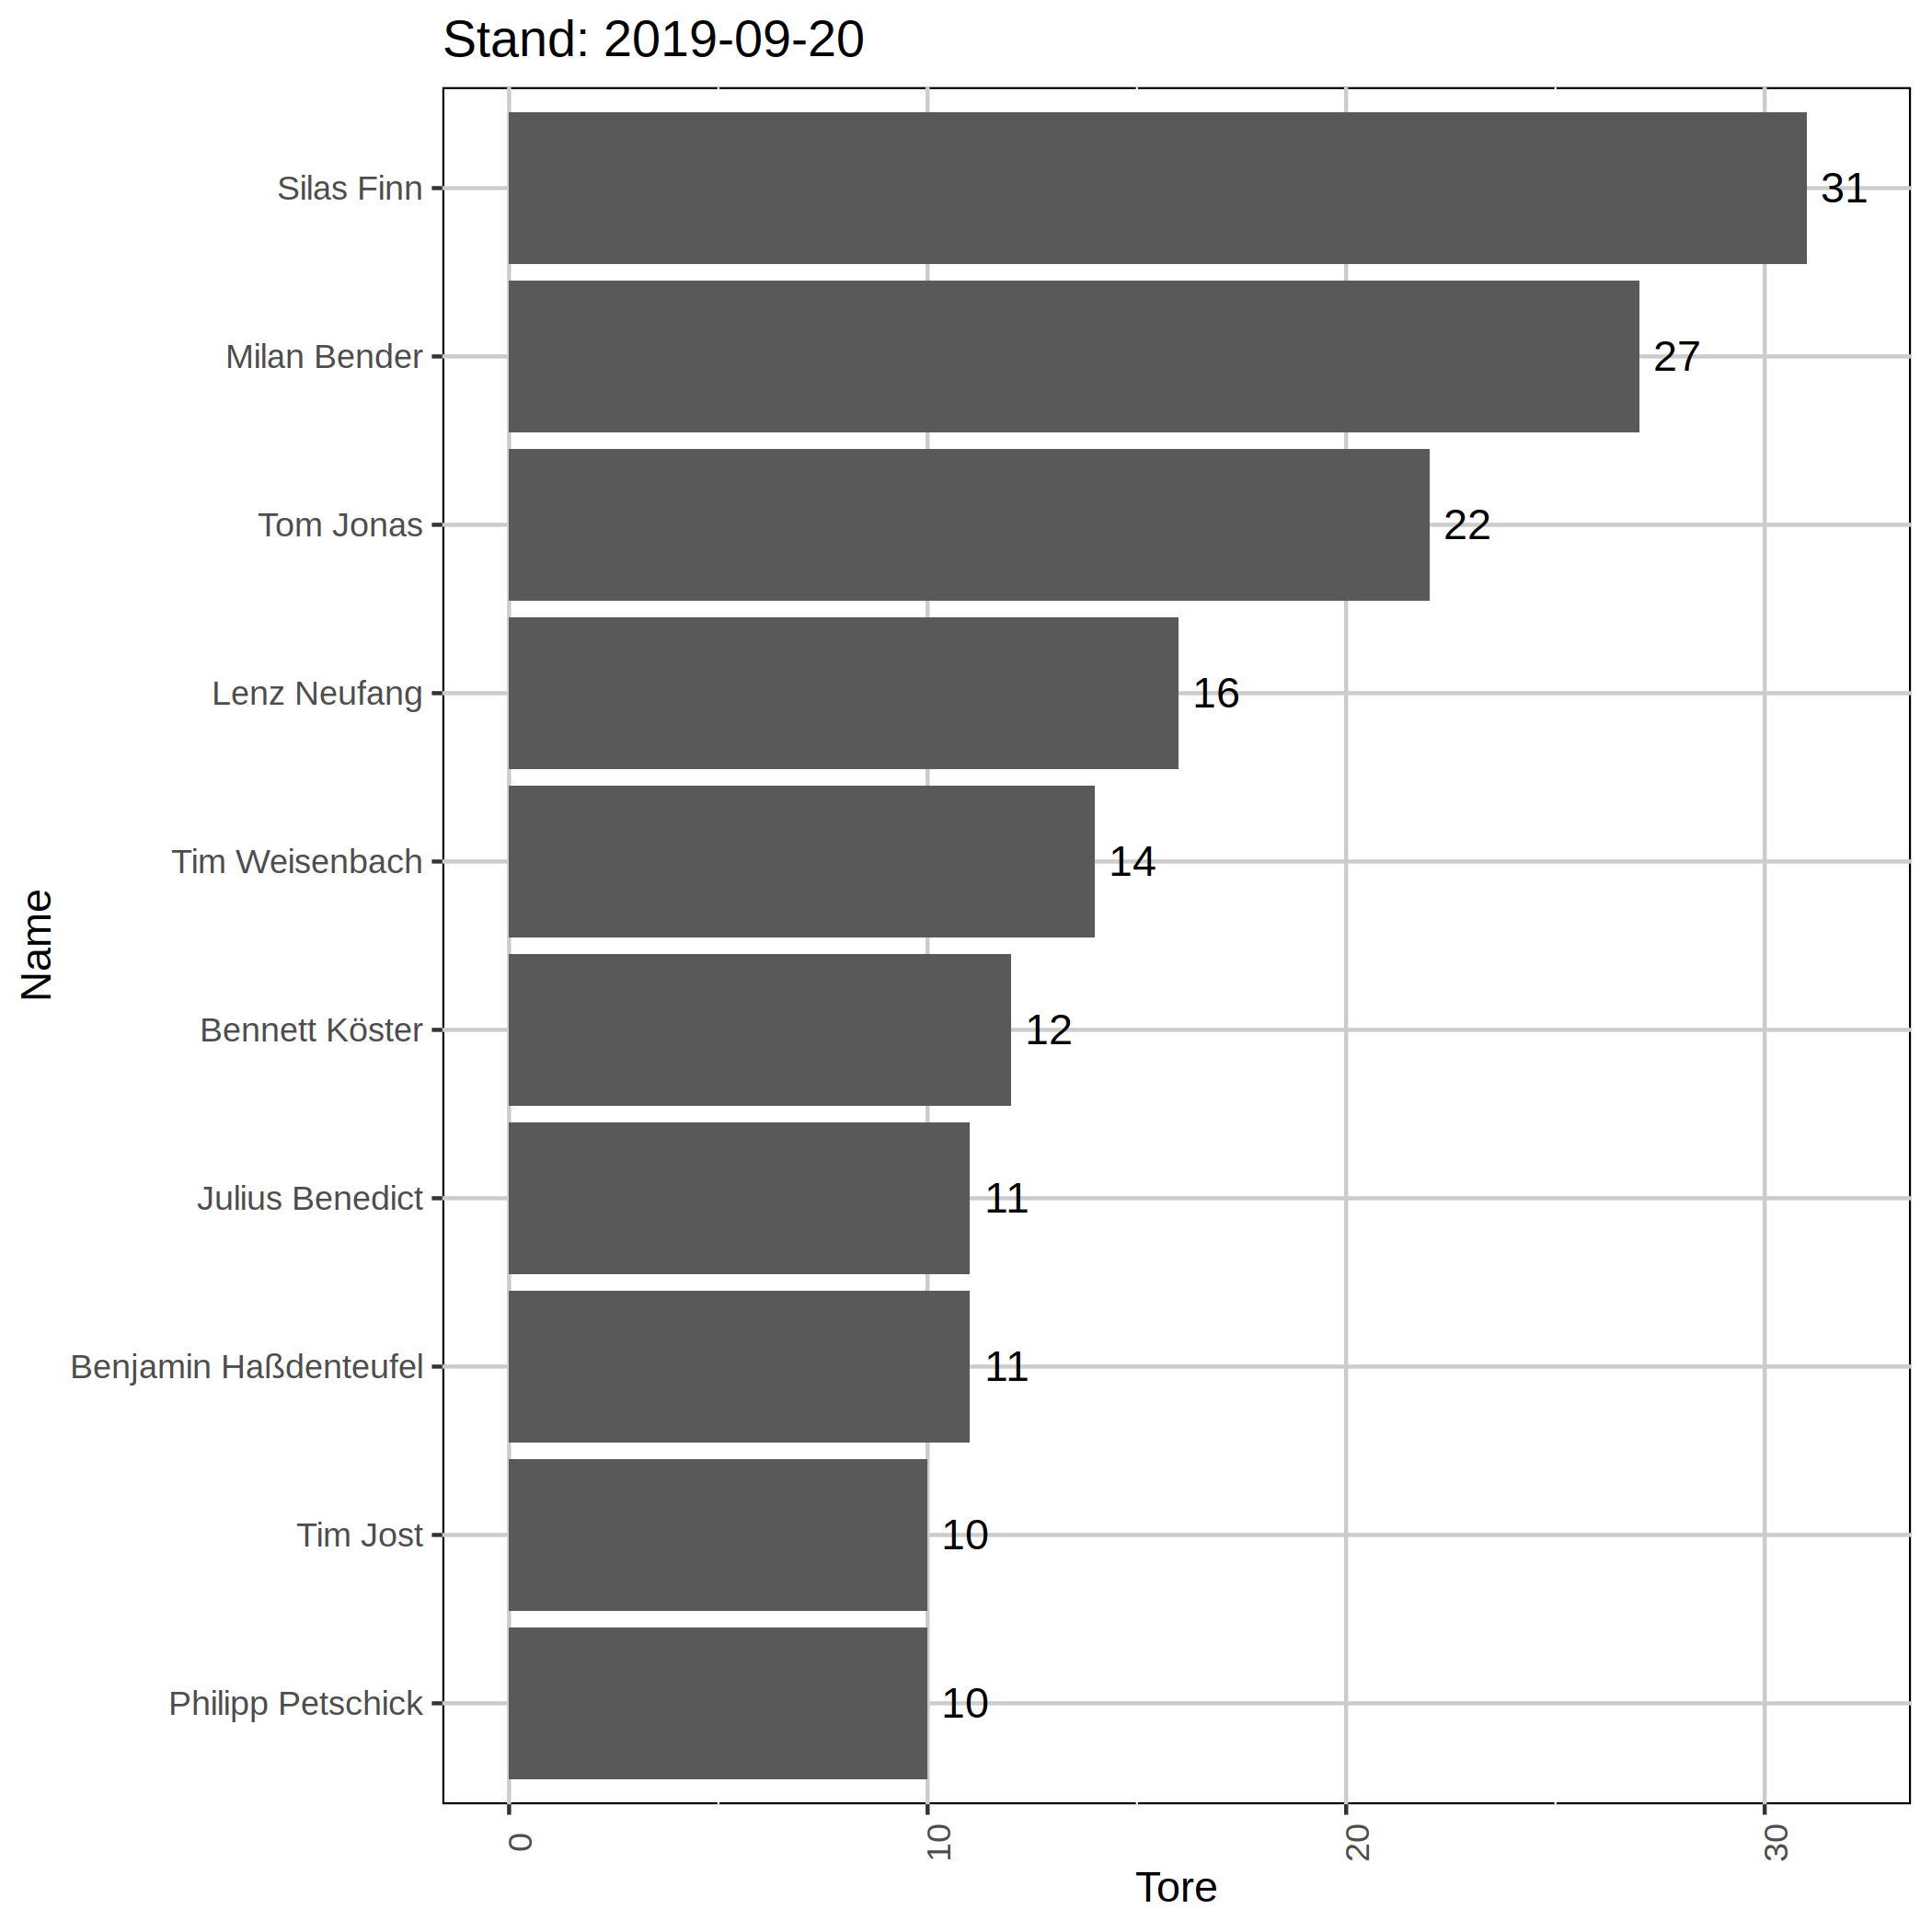 Stand: 2019-09-20
Silas Finn 31
Milan Bender 27
Tom Jonas 22
Lenz Neufang 16
Tim Weisenbach 14
Bennett Köster 12
Julius Benedict 11
Benjamin Haßdenteufel 11
Tim Jost 10
Philipp Petschick 10
Name
0 10 20 30
Tore